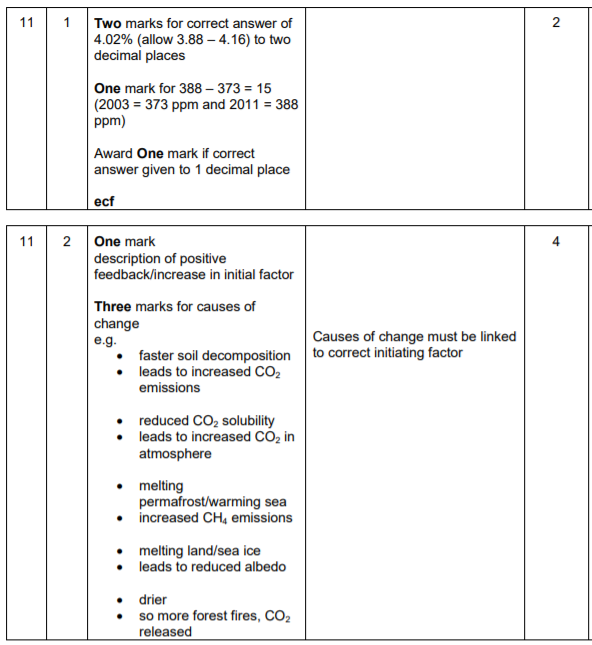 11 1 Two marks for correct answer of 2
4.02% (allow 3.88 – 4.16) to two
decimal places
One mark for 388 – 373 = 15
(2003 = 373 ppm and 2011 = 388
ppm)
Award One mark if correct
answer given to 1 decimal place
ecf
11 2 One mark 4
description of positive
feedback/increase in initial factor
Three marks for causes of
change
e.g.
• faster soil decomposition
• leads to increased CO₂
emissions
• reduced CO₂ solubility
• leads to increased CO₂ in
atmosphere
• melting
permafrost/warming sea
• increased CH₄ emissions
• melting land/sea ice
• leads to reduced albedo
• drier
• so more forest fires, CO₂
released
Causes of change must be linked
to correct initiating factor